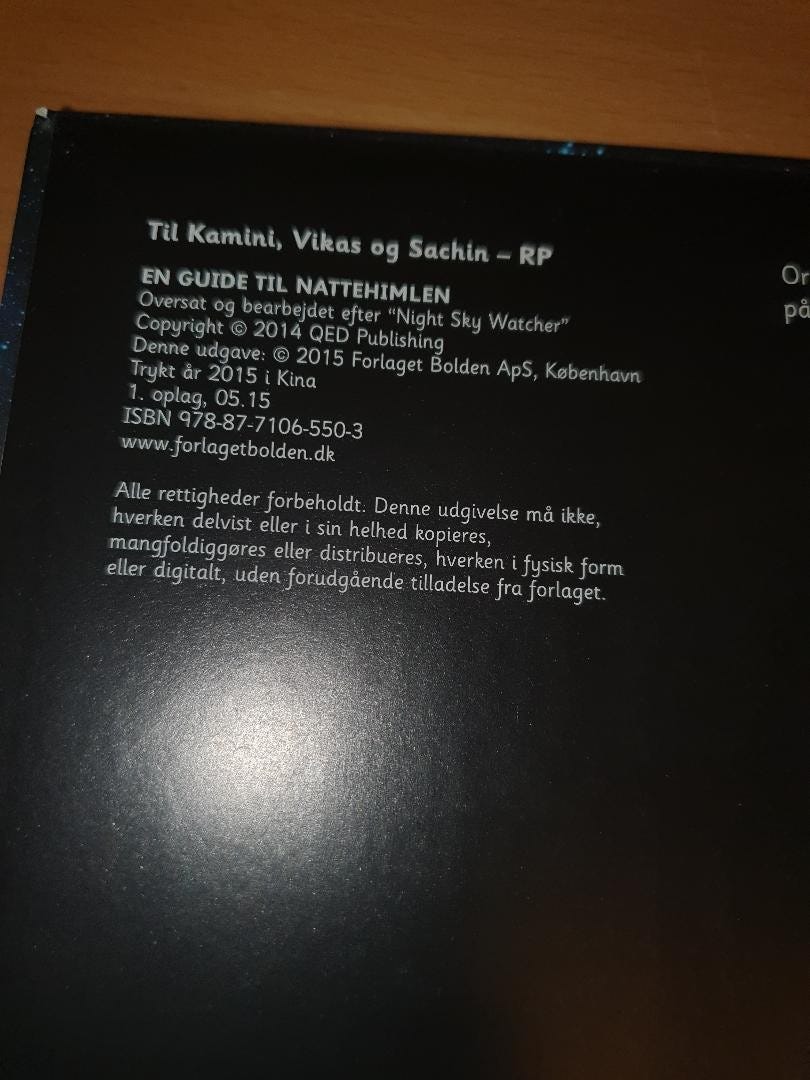 Til Kamini, Vikas og Sachin – RP
EN GUIDE TIL NATTEHIMLEN
Oversat og bearbejdet efter "Night Sky Watcher"
Copyright © 2014 QED Publishing
Denne udgave: © 2015 Forlaget Bolden ApS, København
Trykt år 2015 i Kina
1. oplag, 05.15
ISBN 978-87-7106-550-3
www.forlagetbolden.dk
Alle rettigheder forbeholdt. Denne udgivelse må ikke,
hverken delvist eller i sin helhed kopieres,
mangfoldiggøres eller distribueres, hverken i fysisk form
eller digitalt, uden forudgående tilladelse fra forlaget.
Or
på